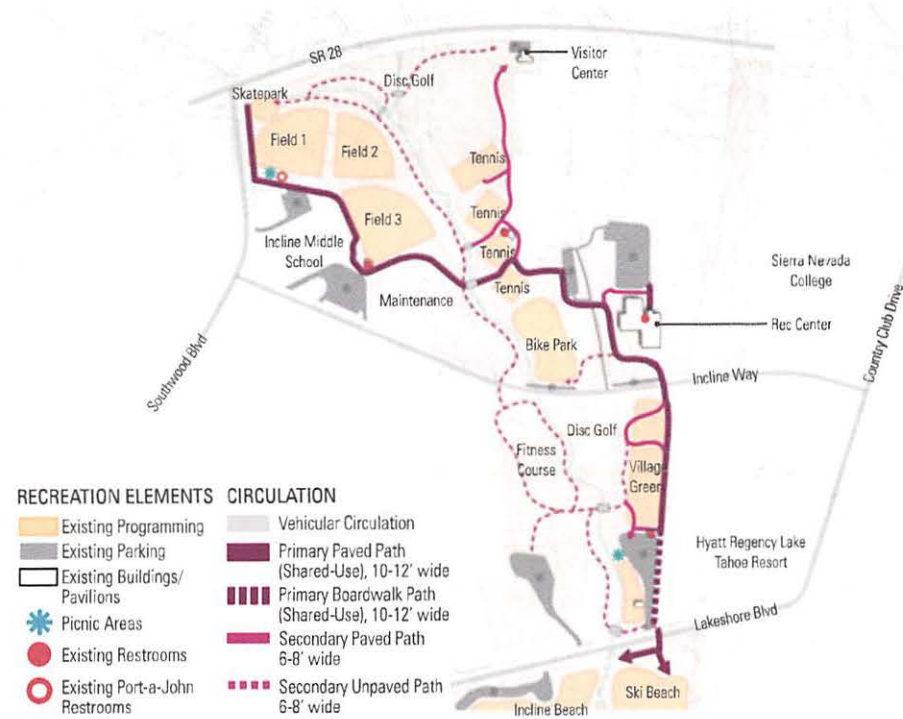 SR 28
Visitor
Center
Disc Golf
Skatepark
Field 1
Field 2
Tennis
Field 3
Tennis
Incline Middle
School
Tennis
Sierra Nevada
College
Maintenance
Tennis
Rec Center
Bike Park
Southwood Blvd
Country Club Drive
Incline Way
Disc Golf
Fitness
Course
Village
Green
Hyatt Regency Lake
Tahoe Resort
Lakeshore Blvd
Ski Beach
Incline Beach
RECREATION ELEMENTS
Existing Programming
Existing Parking
Existing Buildings/
Pavilions
Picnic Areas
Existing Restrooms
Existing Port-a-John
Restrooms
CIRCULATION
Vehicular Circulation
Primary Paved Path
(Shared-Use), 10-12' wide
Primary Boardwalk Path
(Shared-Use), 10-12' wide
Secondary Paved Path
6-8' wide
Secondary Unpaved Path
6-8' wide